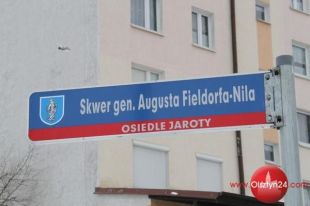 Skwer gen. Augusta Fieldorfa-Nila
OSIEDLE JAROTY
www.Olsztyn24.com